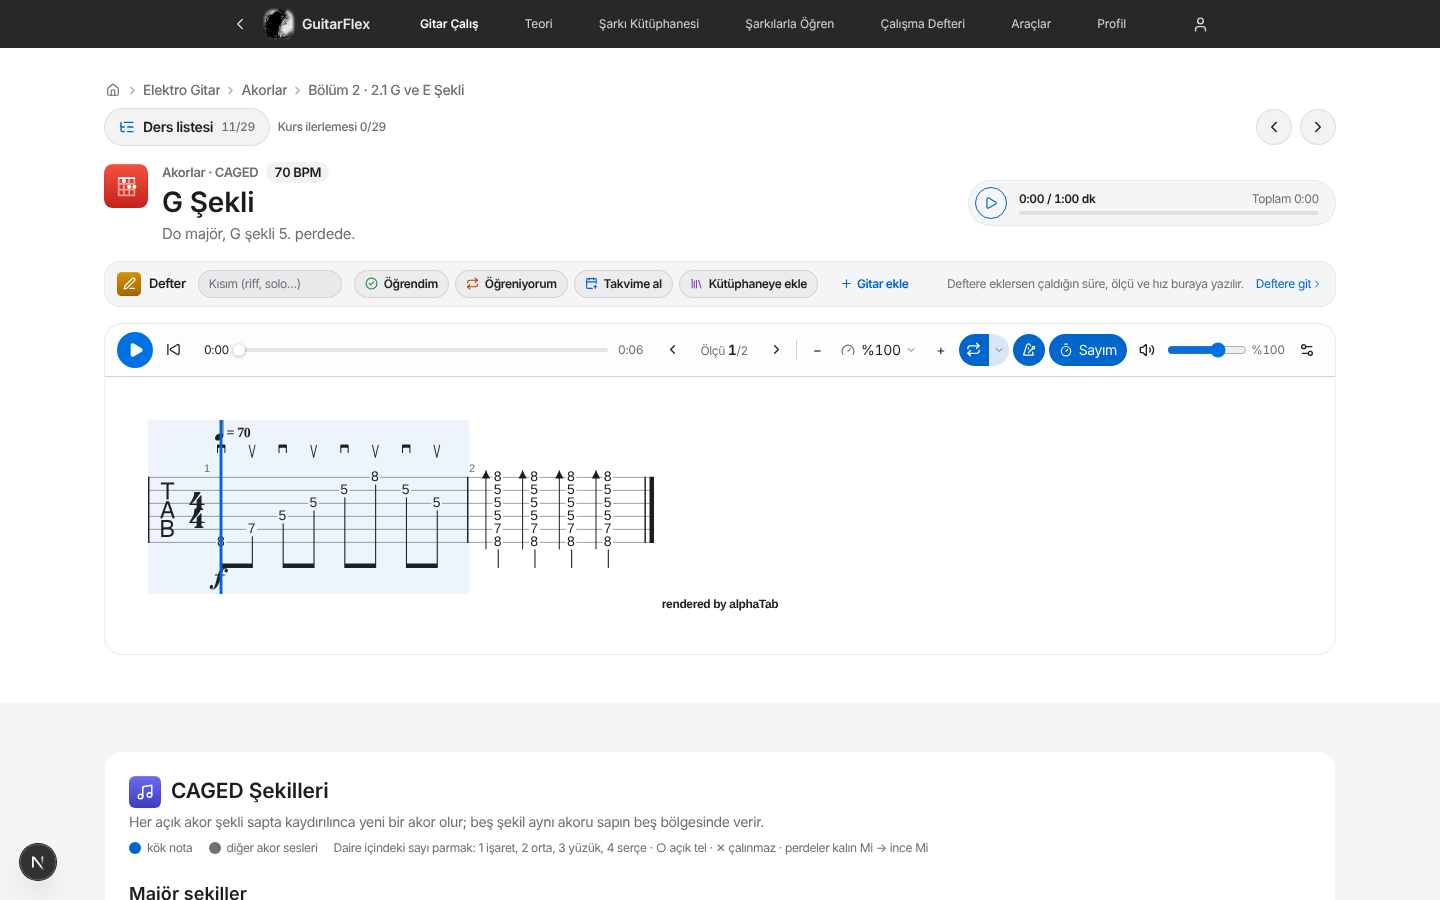 GuitarFlex Gitar Çalış Teori Şarkı Kütüphanesi Şarkılarla Öğren Çalışma Defteri Araçlar Profil
Elektro Gitar > Akorlar > Bölüm 2 · 2.1 G ve E Şekli
Ders listesi 11/29 Kurs ilerlemesi 0/29
Akorlar · CAGED 70 BPM
G Şekli
Do majör, G şekli 5. perdede.
0:00 / 1:00 dk Toplam 0:00
Defter Kısım (riff, solo...) Öğrendim Öğreniyorum Takvime al Kütüphaneye ekle + Gitar ekle Deftere eklersen çaldığın süre, ölçü ve hız buraya yazılır. Deftere git >
0:00 0:06 Ölçü 1/2 − %100 + Sayım %100
= 70
1 2
8 8 8 8 8
5 5 5 5 5 5
5 5 5 5 5 5
T A B 4 4
5 5 5 5 5
7 7 7 7 7
8 8 8 8 8
f
rendered by alphaTab
CAGED Şekilleri
Her açık akor şekli sapta kaydırılınca yeni bir akor olur; beş şekil aynı akoru sapın beş bölgesinde verir.
kök nota diğer akor sesleri Daire içindeki sayı parmak: 1 işaret, 2 orta, 3 yüzük, 4 serçe · O açık tel · ✕ çalınmaz · perdeler kalın Mi → ince Mi
N
Majör şekiller